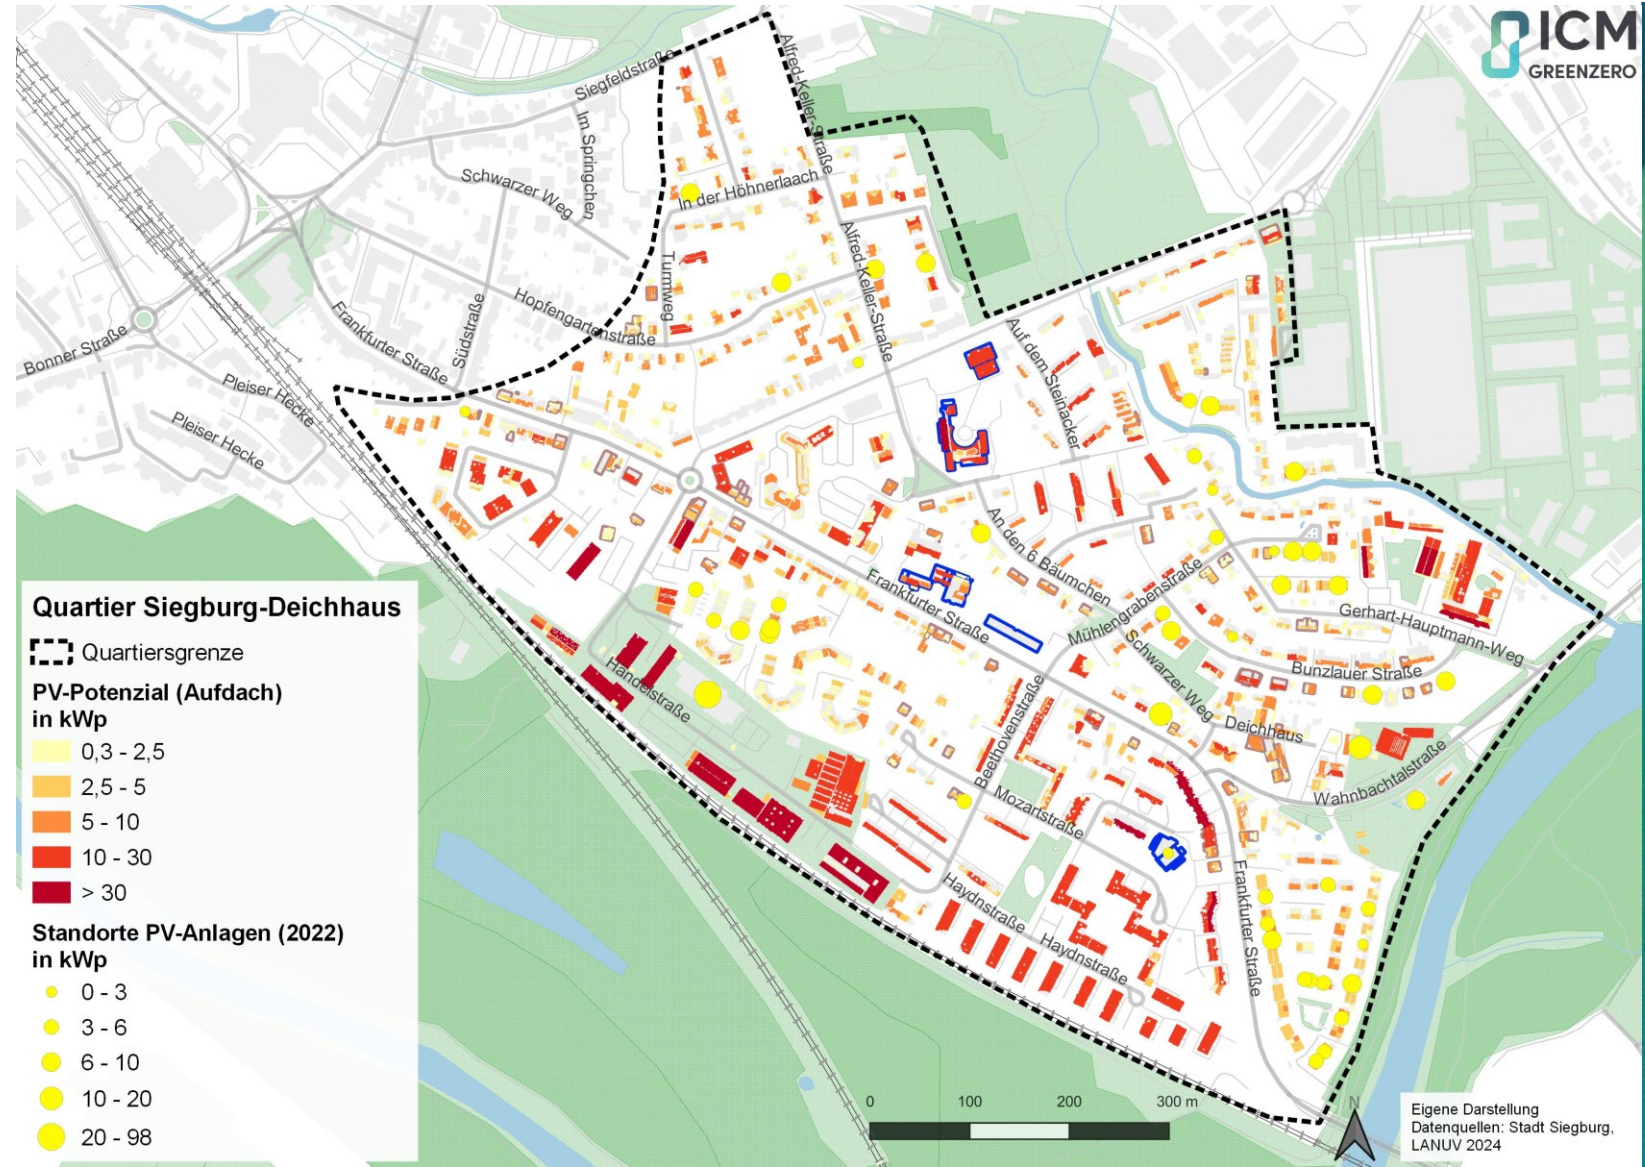 ICM
GREENZERO
Siegfeldstraße
Alfred-Keller-Straße
Im Springchen
Schwarzer Weg
In der Höhnerlaach
Alfred-Keller-Straße
Turmweg
Hopfengartenstraße
Südstraße
Frankfurter Straße
Bonner Straße
Pleiser Hecke
Pleiser Hecke
Auf dem Steinacker
An den 6 Bäumchen
Frankfurter Straße
Mühlengrabenstraße
Schwarzer Weg
Gerhart-Hauptmann-Weg
Bunzlauer Straße
Deichhaus
Wahnbachtalstraße
Händelstraße
Beethovenstraße
Mozartstraße
Haydnstraße
Haydnstraße
Frankfurter Straße
Quartier Siegburg-Deichhaus
Quartiersgrenze
PV-Potenzial (Aufdach)
in kWp
0,3 - 2,5
2,5 - 5
5 - 10
10 - 30
> 30
Standorte PV-Anlagen (2022)
in kWp
0 - 3
3 - 6
6 - 10
10 - 20
20 - 98
0 100 200 300 m
N
Eigene Darstellung
Datenquellen: Stadt Siegburg,
LANUV 2024